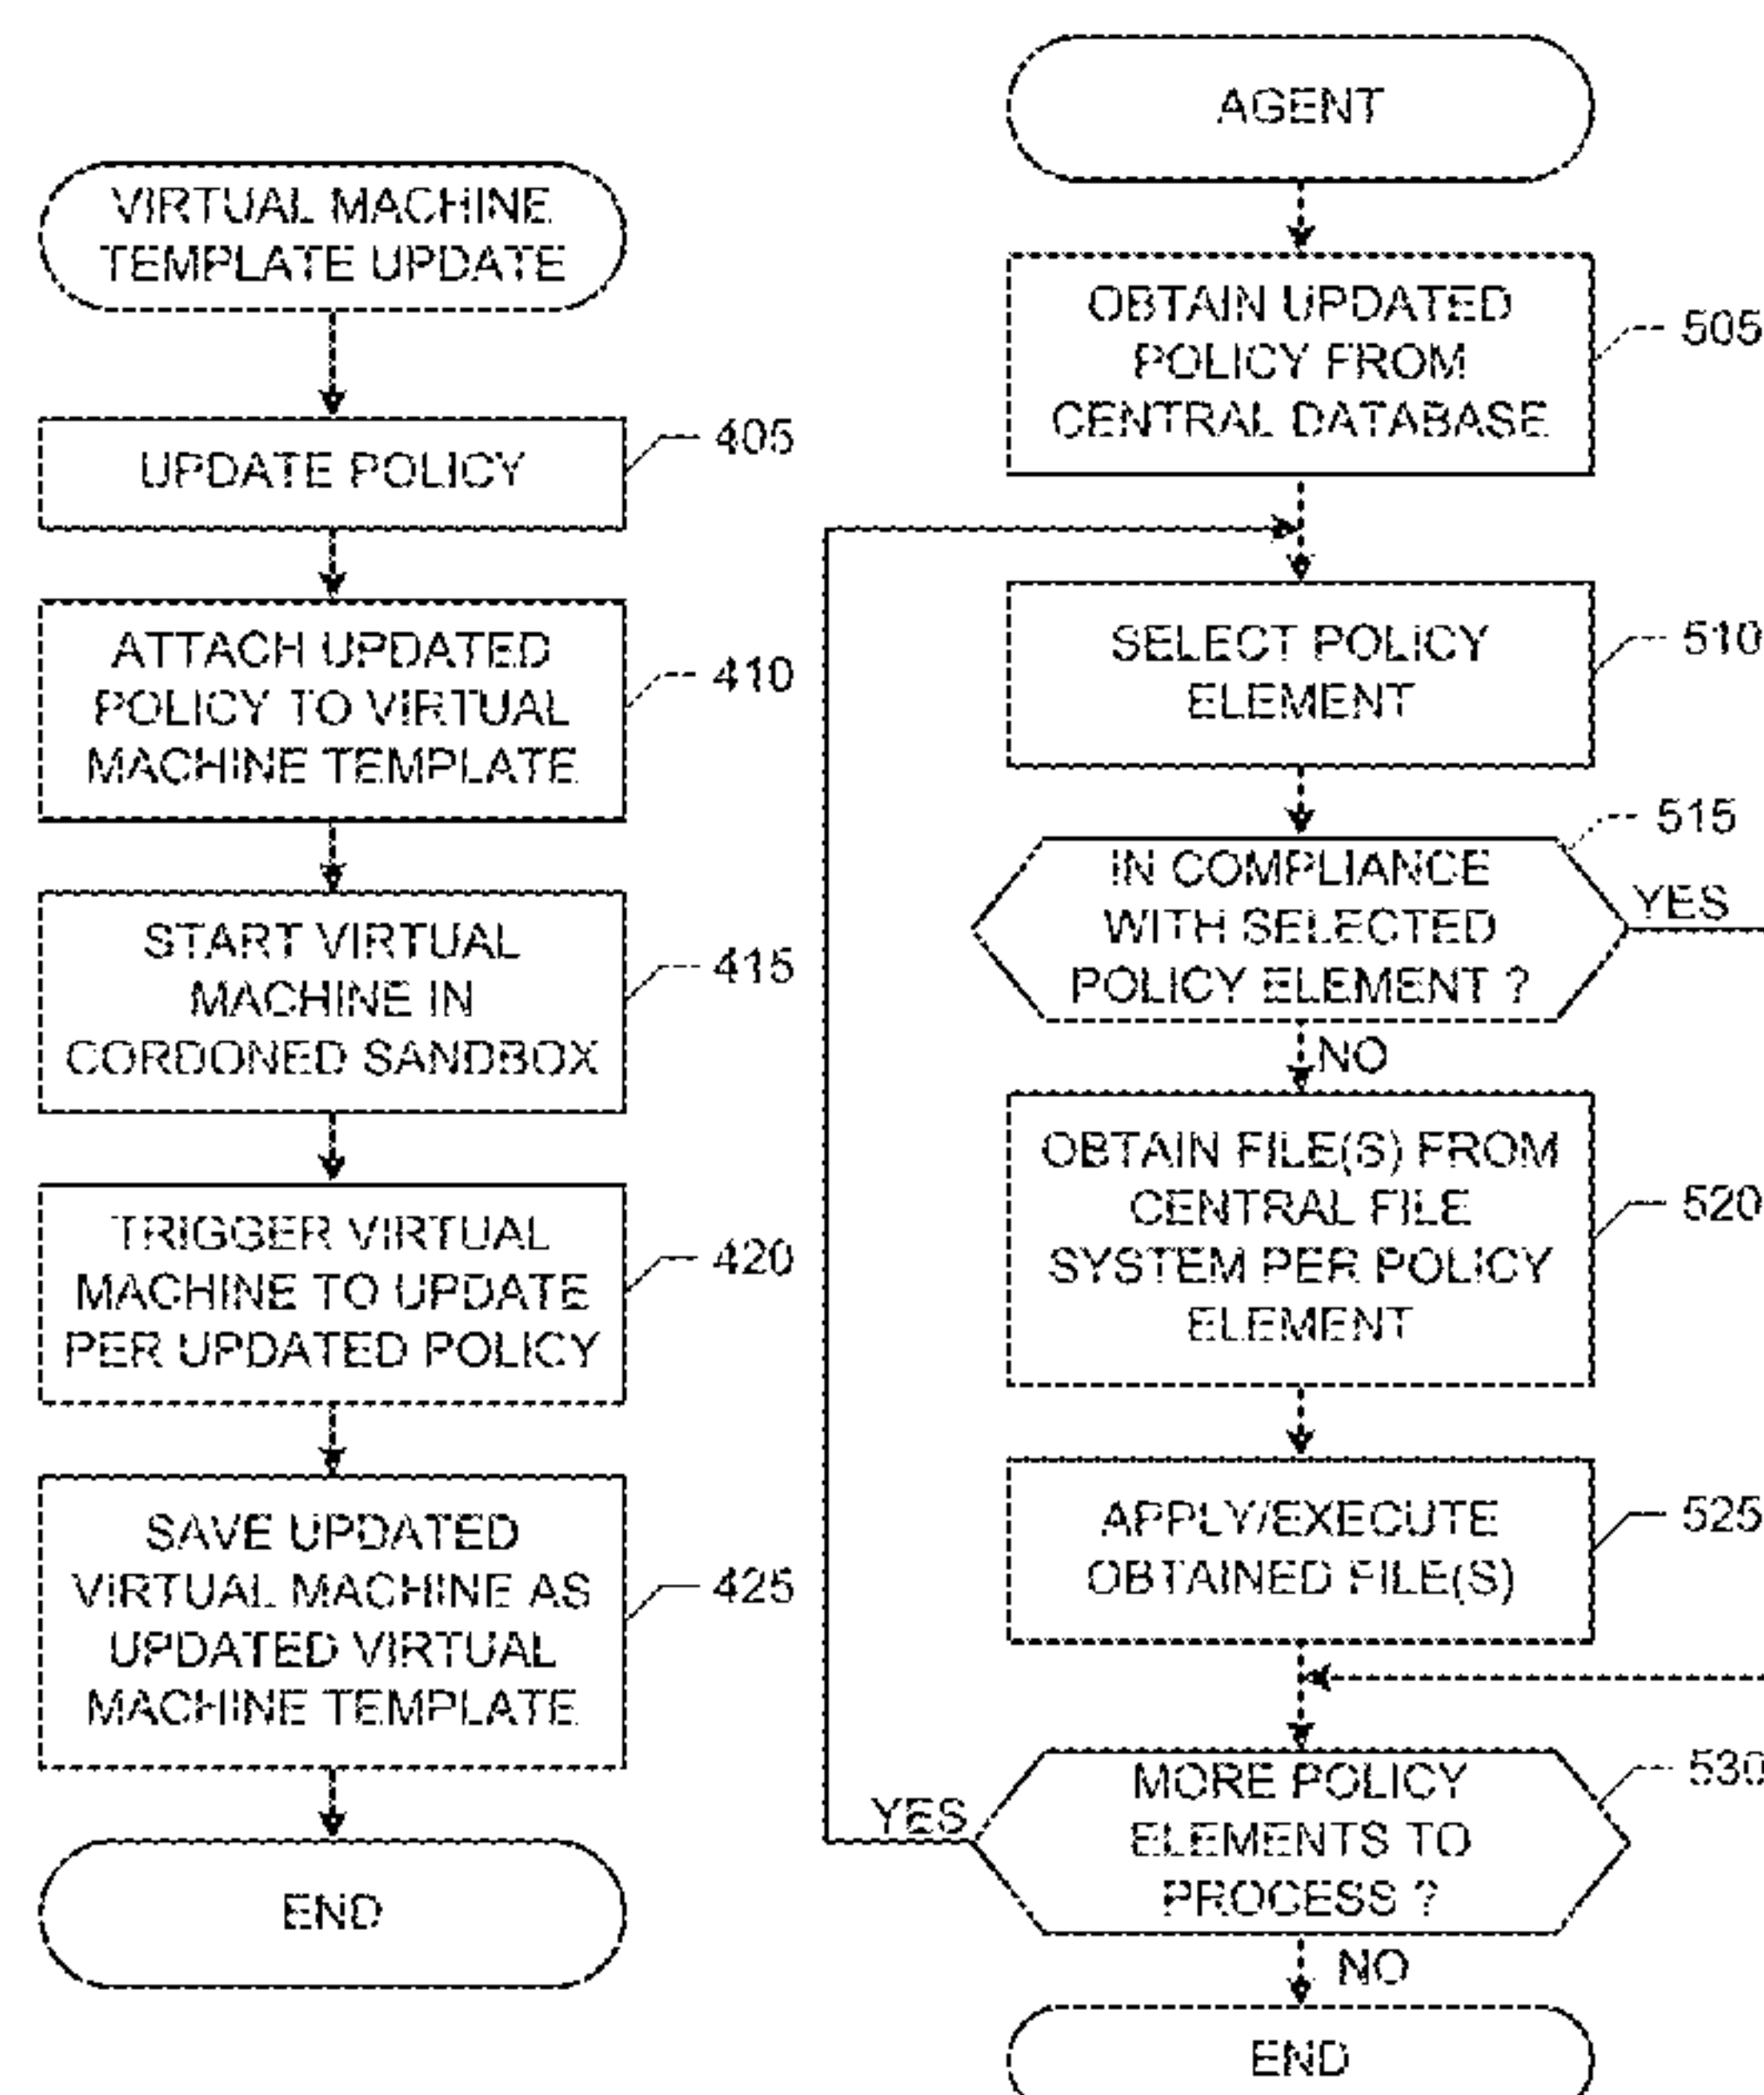 VIRTUAL MACHINE
TEMPLATE UPDATE
UPDATE POLICY
405
ATTACH UPDATED
POLICY TO VIRTUAL
MACHINE TEMPLATE
410
START VIRTUAL
MACHINE IN
CORDONED SANDBOX
415
TRIGGER VIRTUAL
MACHINE TO UPDATE
PER UPDATED POLICY
420
SAVE UPDATED
VIRTUAL MACHINE AS
UPDATED VIRTUAL
MACHINE TEMPLATE
425
END
AGENT
OBTAIN UPDATED
POLICY FROM
CENTRAL DATABASE
505
SELECT POLICY
ELEMENT
510
IN COMPLIANCE
WITH SELECTED
POLICY ELEMENT ?
515
YES
NO
OBTAIN FILE(S) FROM
CENTRAL FILE
SYSTEM PER POLICY
ELEMENT
520
APPLY/EXECUTE
OBTAINED FILE(S)
525
MORE POLICY
ELEMENTS TO
PROCESS ?
530
YES
NO
END